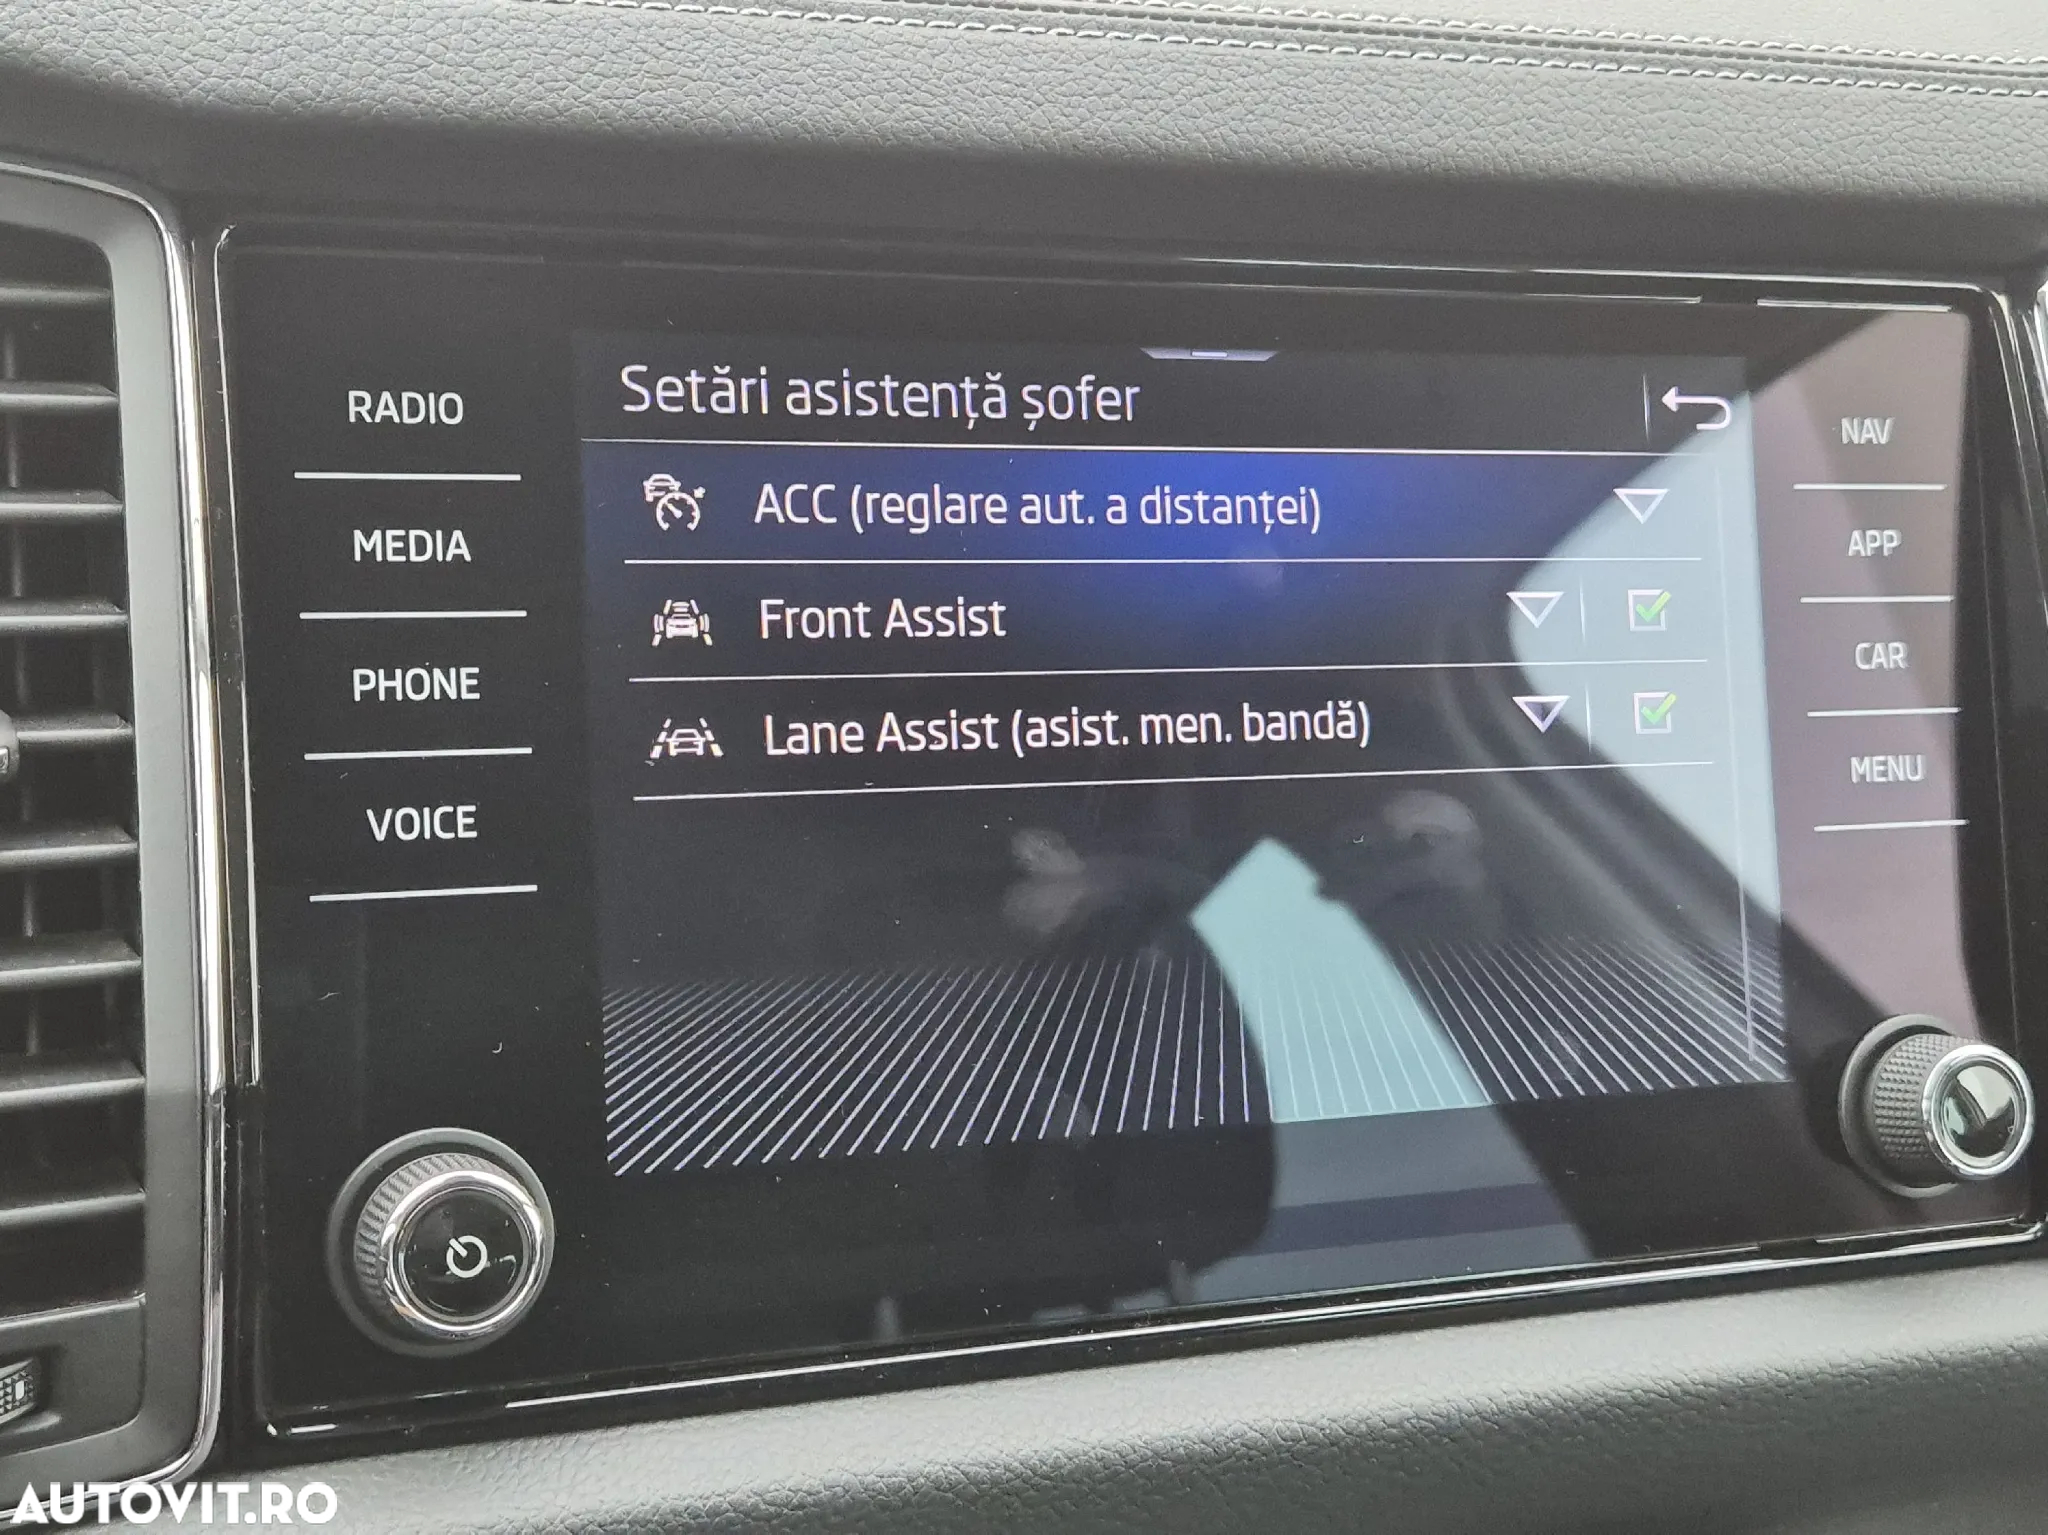 RADIO
MEDIA
PHONE
VOICE
Setări asistență șofer
ACC (reglare aut. a distanței)
Front Assist
Lane Assist (asist. men. bandă)
NAV
APP
CAR
MENU
AUTOVIT.RO